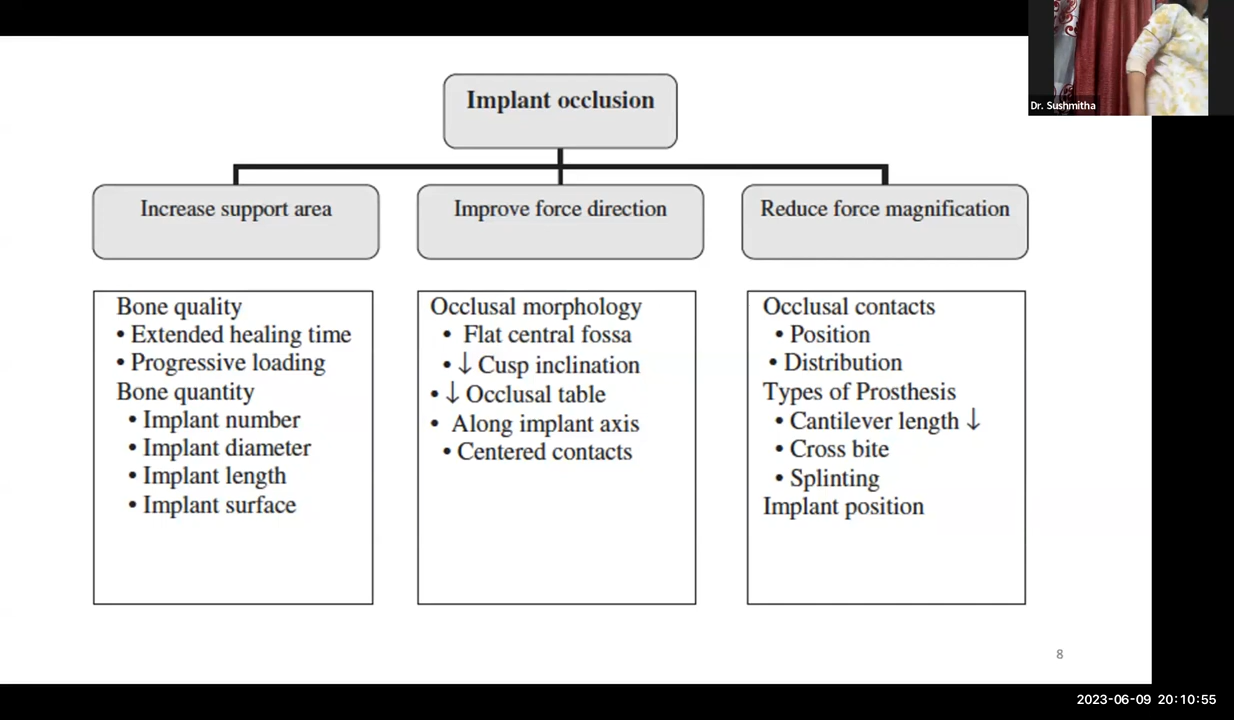 Dr. Sushmitha
Implant occlusion
Increase support area
Improve force direction
Reduce force magnification
Bone quality
• Extended healing time
• Progressive loading
Bone quantity
• Implant number
• Implant diameter
• Implant length
• Implant surface
Occlusal morphology
• Flat central fossa
• ↓ Cusp inclination
• ↓ Occlusal table
• Along implant axis
• Centered contacts
Occlusal contacts
• Position
• Distribution
Types of Prosthesis
• Cantilever length ↓
• Cross bite
• Splinting
Implant position
8
2023-06-09 20:10:55